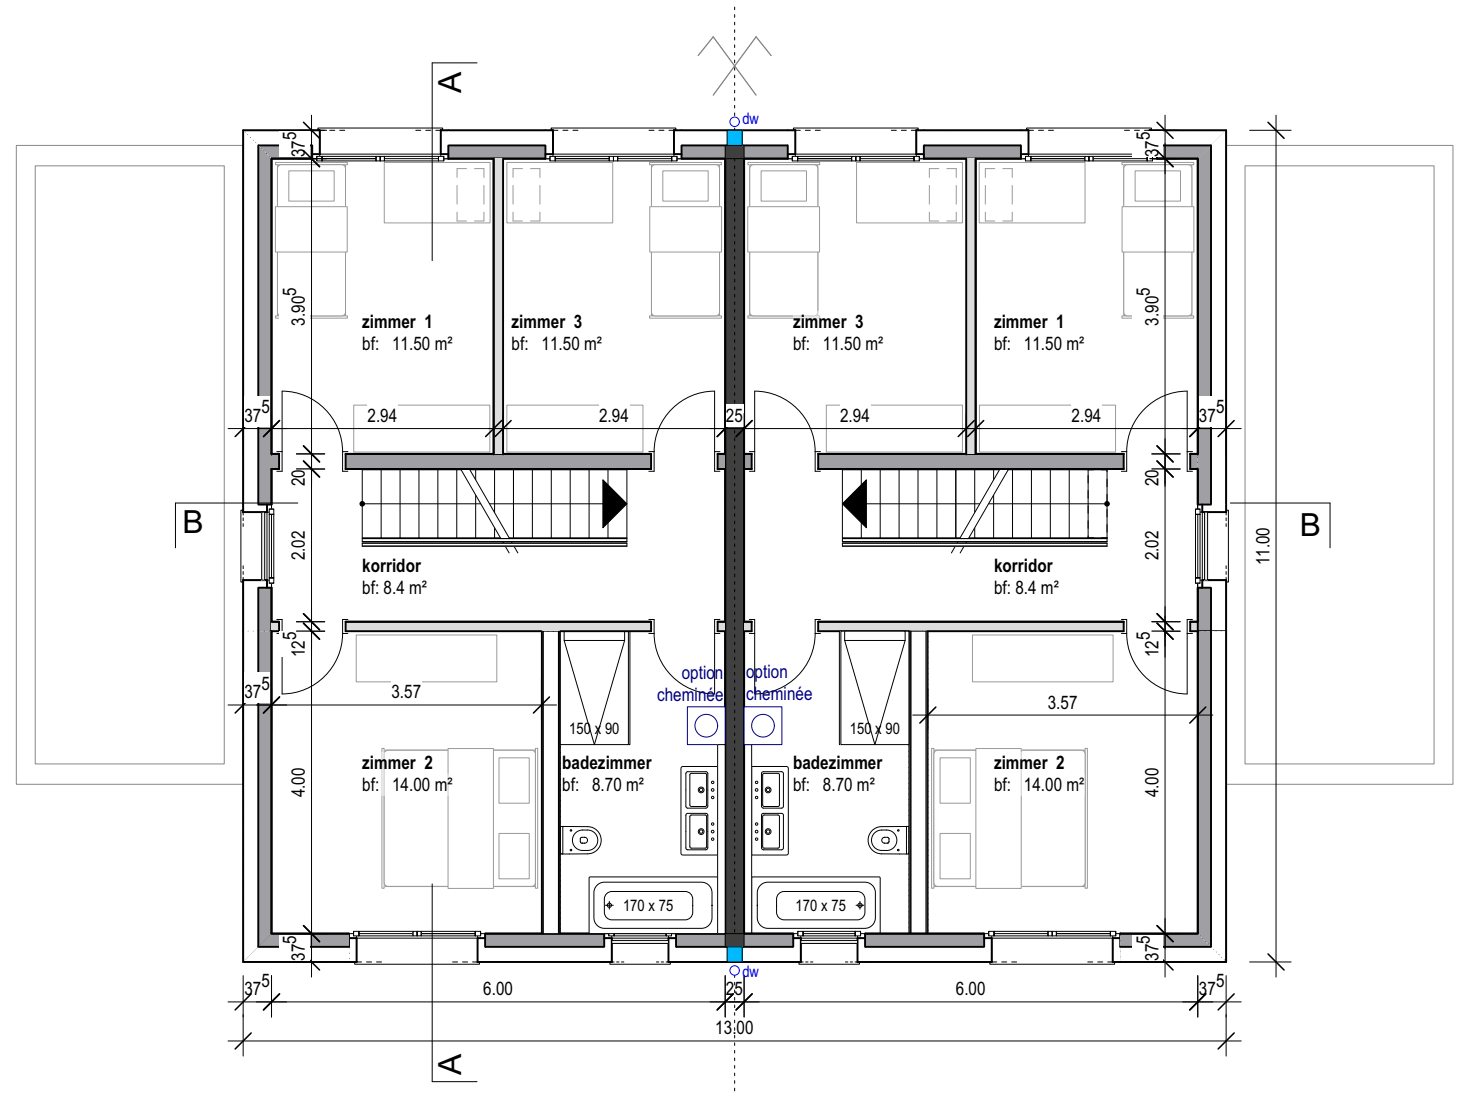 A
dw
37⁵
37⁵
3.90⁵
3.90⁵
zimmer 1
bf: 11.50 m²
zimmer 3
bf: 11.50 m²
zimmer 3
bf: 11.50 m²
zimmer 1
bf: 11.50 m²
37⁵
2.94
2.94
25
2.94
2.94
37⁵
20
20
B
B
2.02
2.02
11.00
korridor
bf: 8.4 m²
korridor
bf: 8.4 m²
12⁵
12⁵
option
cheminée
option
cheminée
37⁵
3.57
3.57
150 x 90
150 x 90
zimmer 2
bf: 14.00 m²
badezimmer
bf: 8.70 m²
badezimmer
bf: 8.70 m²
zimmer 2
bf: 14.00 m²
4.00
4.00
170 x 75
170 x 75
37⁵
37⁵
dw
37⁵
6.00
25
6.00
37⁵
13.00
A